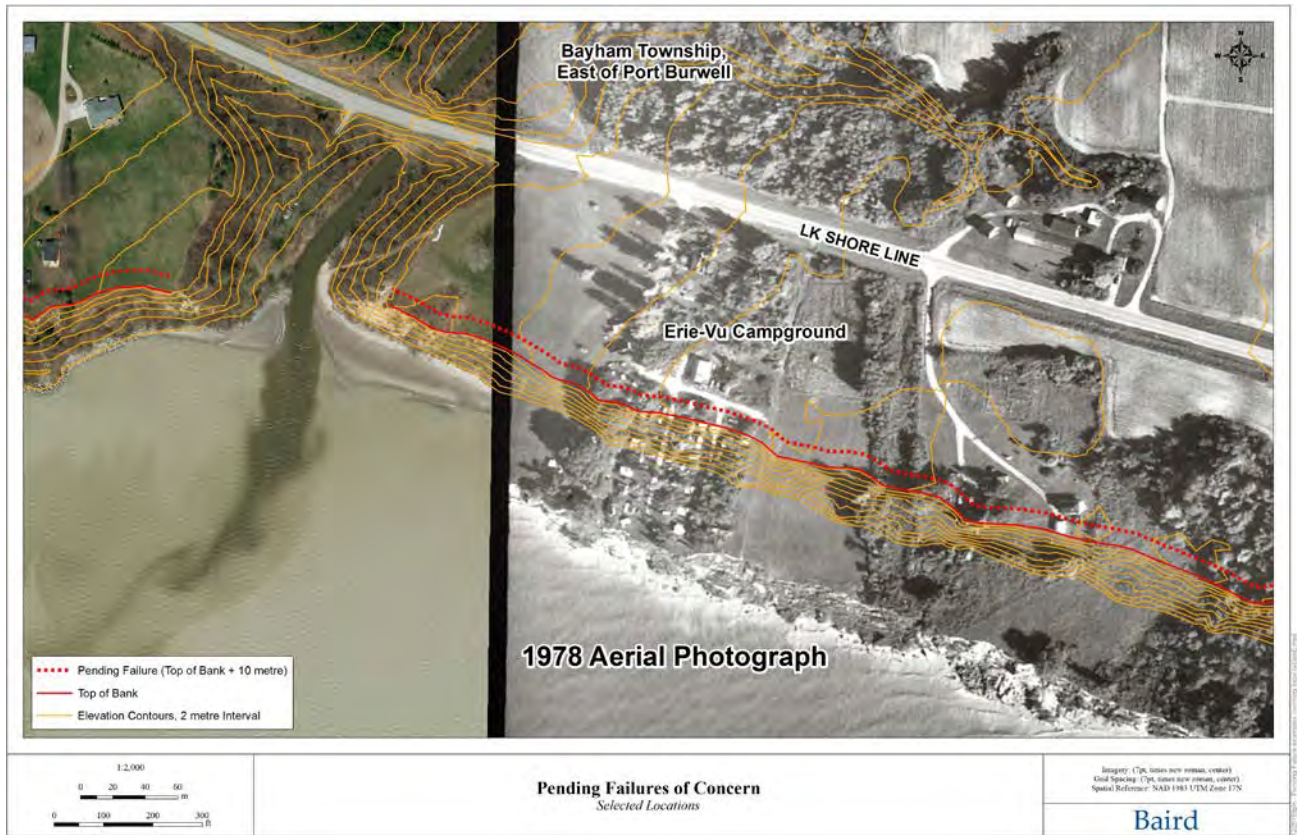 Bayham Township,
East of Port Burwell
N
W E
S
LK SHORE LINE
Erie-Vu Campground
1978 Aerial Photograph
Pending Failure (Top of Bank + 10 metre)
Top of Bank
Elevation Contours, 2 metre Interval
1:2,000
0 20 40 60
m
0 100 200 300
ft
Pending Failures of Concern
Selected Locations
Imagery: (7pt, times new roman, center)
Grid Spacing: (7pt, times new roman, center)
Spatial Reference: NAD 1983 UTM Zone 17N
Baird